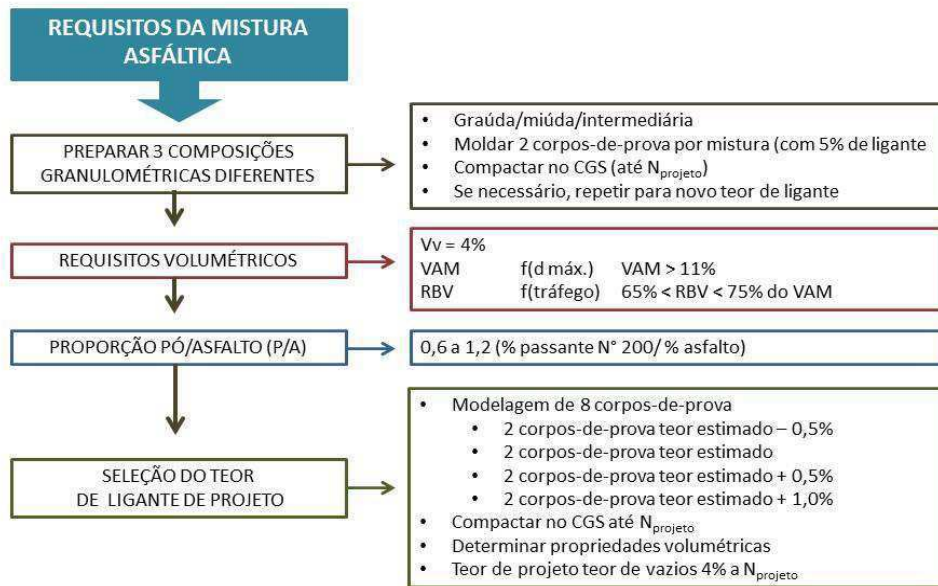 REQUISITOS DA MISTURA
ASFÁLTICA
PREPARAR 3 COMPOSIÇÕES
GRANULOMÉTRICAS DIFERENTES
• Graúda/miúda/intermediária
• Moldar 2 corpos-de-prova por mistura (com 5% de ligante
• Compactar no CGS (até Nprojeto)
• Se necessário, repetir para novo teor de ligante
REQUISITOS VOLUMÉTRICOS
Vv = 4%
VAM f(d máx.) VAM > 11%
RBV f(tráfego) 65% < RBV < 75% do VAM
PROPORÇÃO PÓ/ASFALTO (P/A)
0,6 a 1,2 (% passante N° 200/ % asfalto)
SELEÇÃO DO TEOR
DE LIGANTE DE PROJETO
• Modelagem de 8 corpos-de-prova
• 2 corpos-de-prova teor estimado – 0,5%
• 2 corpos-de-prova teor estimado
• 2 corpos-de-prova teor estimado + 0,5%
• 2 corpos-de-prova teor estimado + 1,0%
• Compactar no CGS até Nprojeto
• Determinar propriedades volumétricas
• Teor de projeto teor de vazios 4% a Nprojeto